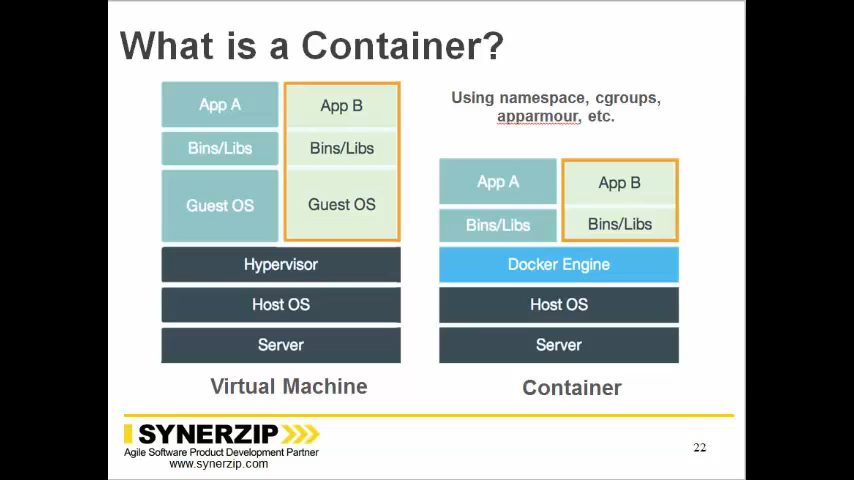 What is a Container?
App A
App B
Bins/Libs
Bins/Libs
Guest OS
Guest OS
Hypervisor
Host OS
Server
Virtual Machine
Using namespace, cgroups,
apparmour, etc.
App A
App B
Bins/Libs
Bins/Libs
Docker Engine
Host OS
Server
Container
SYNERZIP
Agile Software Product Development Partner
www.synerzip.com
22